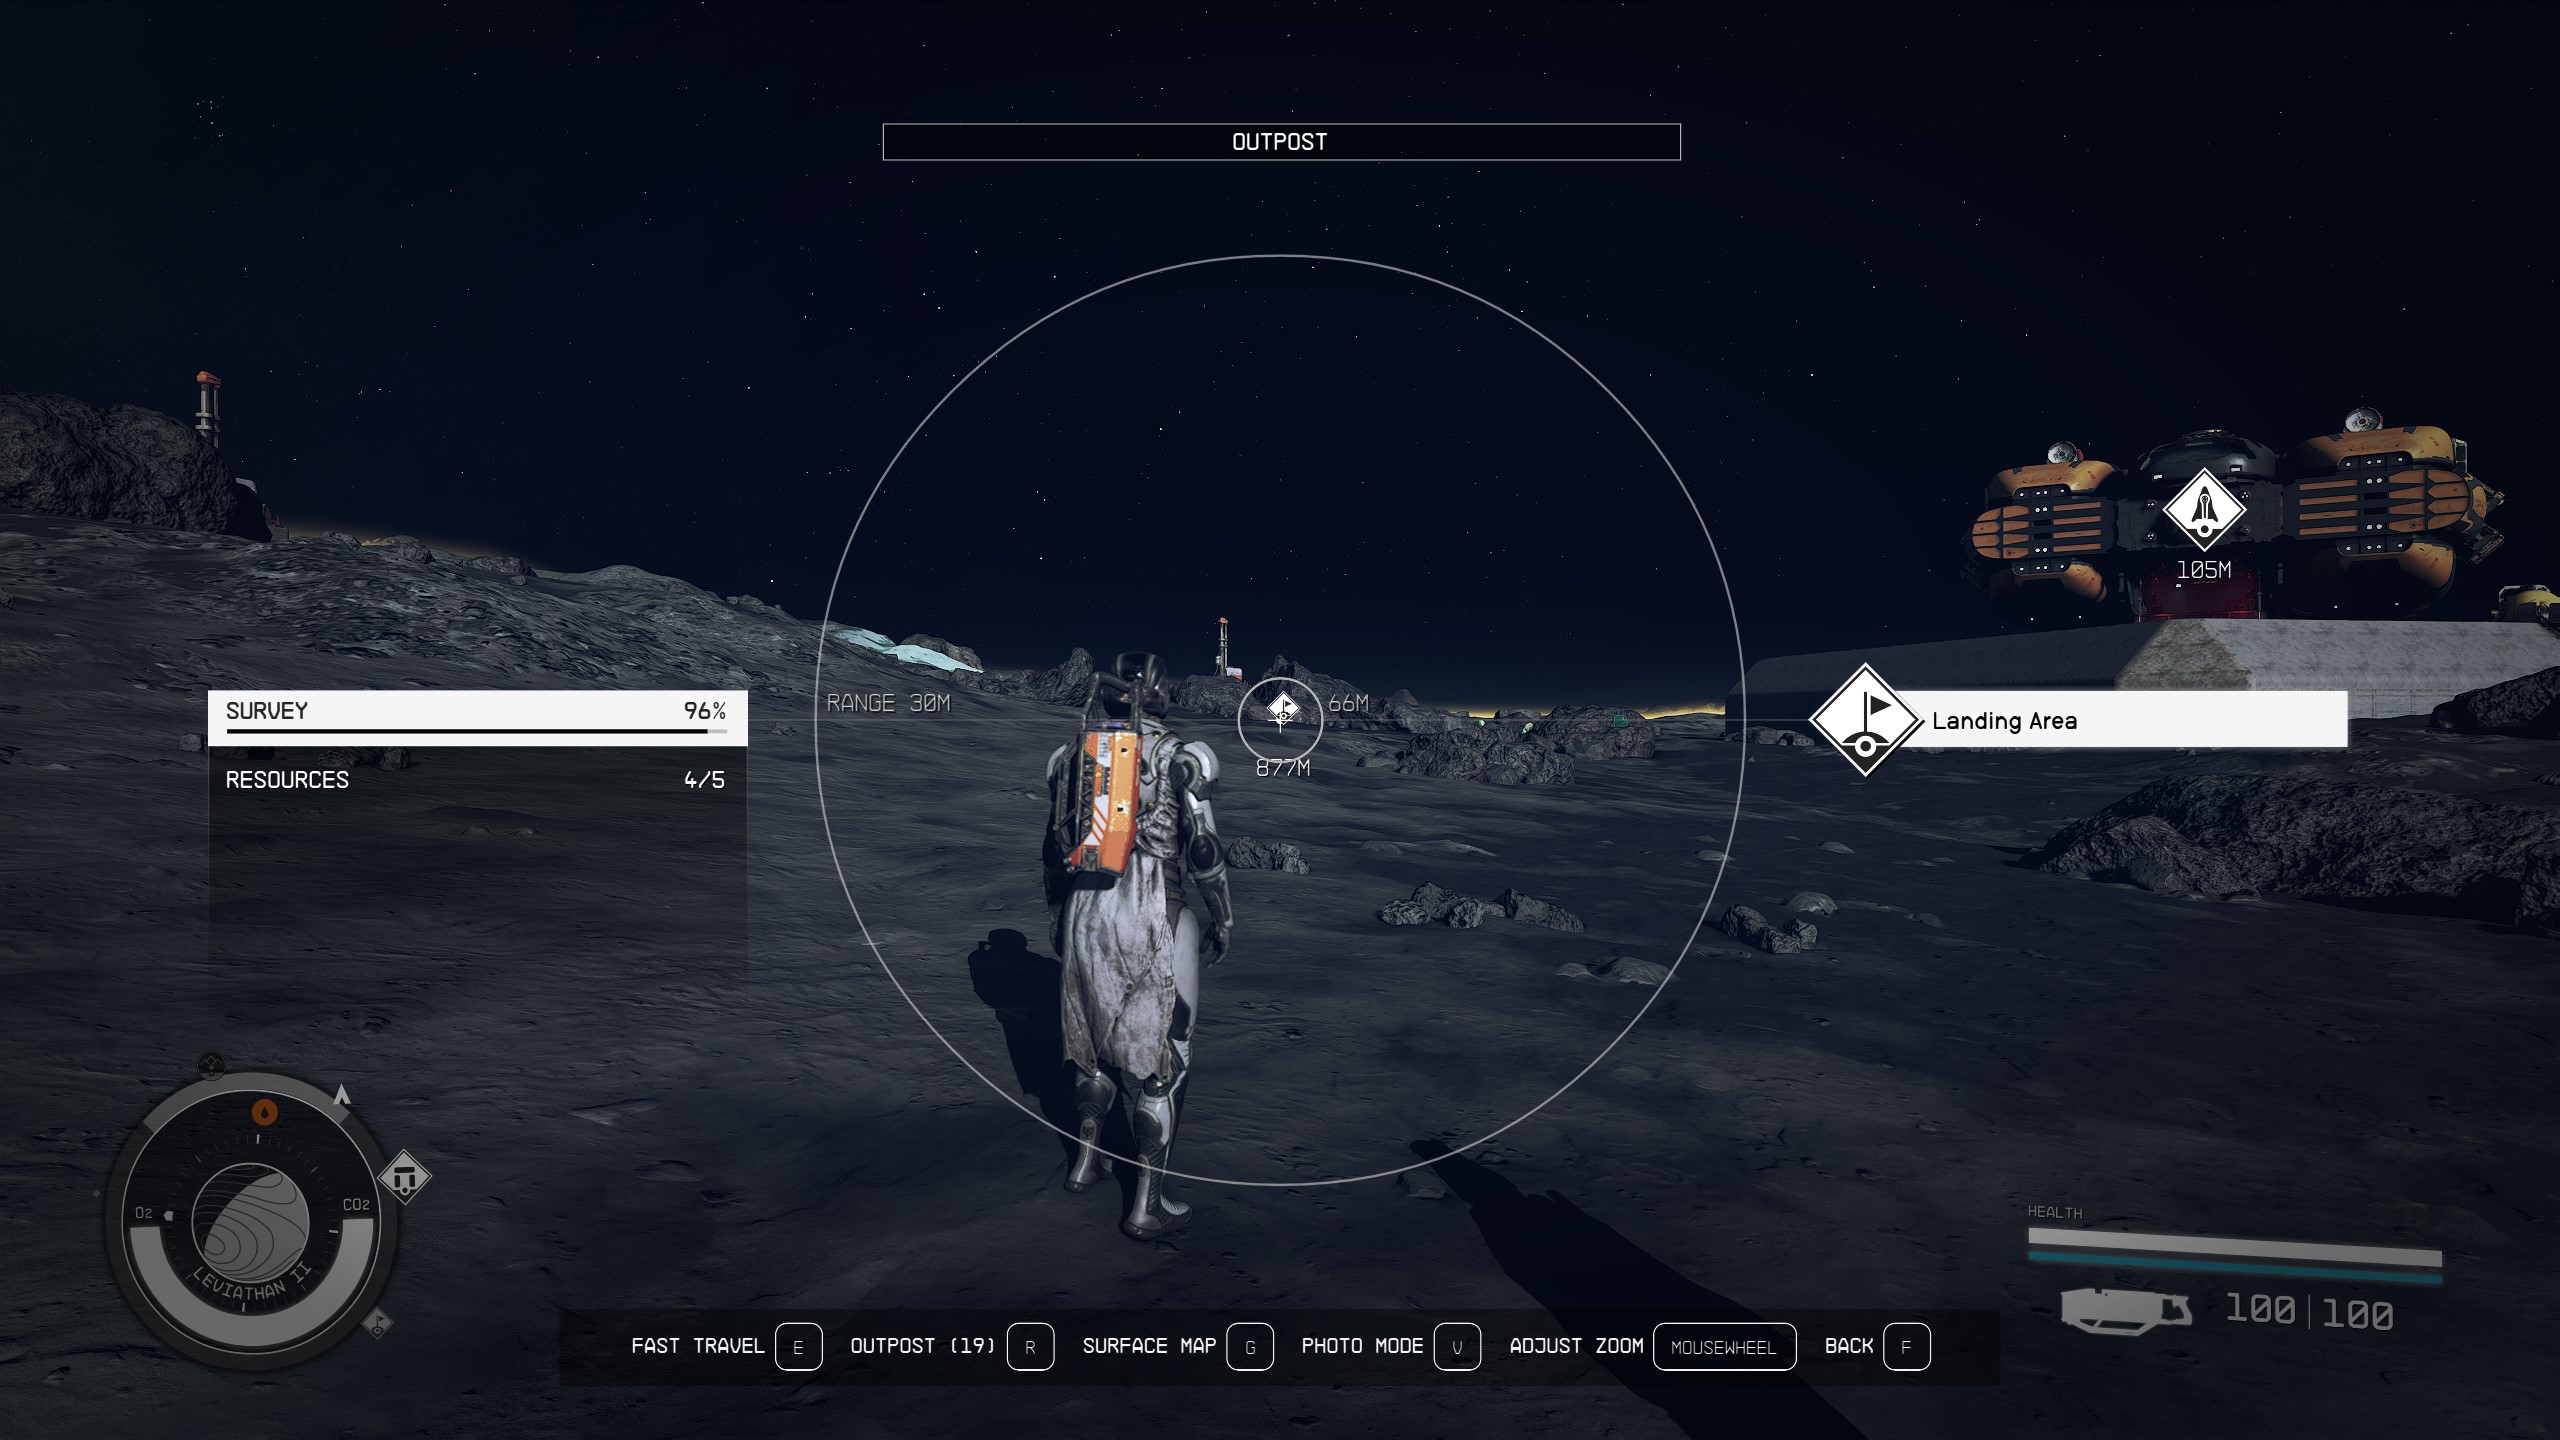 OUTPOST
105M
RANGE 30M
66M
877M
SURVEY 96%
RESOURCES 4/5
Landing Area
O2
CO2
LEVIATHAN II
HEALTH
100|100
FAST TRAVEL E OUTPOST (19) R SURFACE MAP G PHOTO MODE V ADJUST ZOOM MOUSEWHEEL BACK F